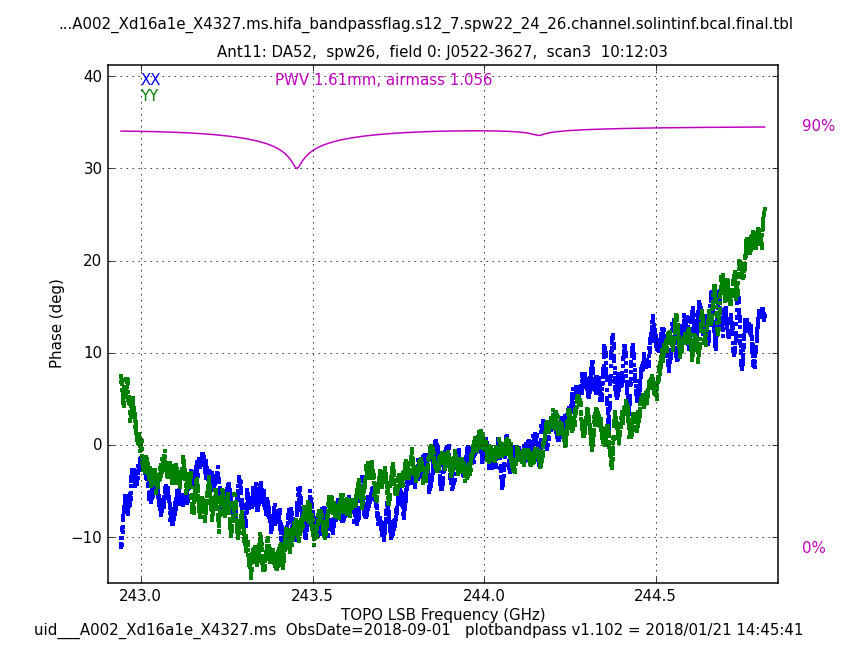 ...A002_Xd16a1e_X4327.ms.hifa_bandpassflag.s12_7.spw22_24_26.channel.solintinf.bcal.final.tbl
Ant11: DA52,  spw26,  field 0: J0522-3627,  scan3  10:12:03
XX
PWV 1.61mm, airmass 1.056
YY
40
30
20
10
0
−10
90%
0%
Phase (deg)
243.0
243.5
244.0
244.5
TOPO LSB Frequency (GHz)
uid___A002_Xd16a1e_X4327.ms  ObsDate=2018-09-01   plotbandpass v1.102 = 2018/01/21 14:45:41